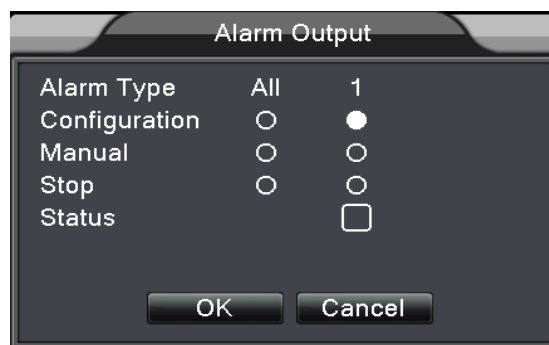 Alarm Output
Alarm Type All 1
Configuration
Manual
Stop
Status
OK Cancel